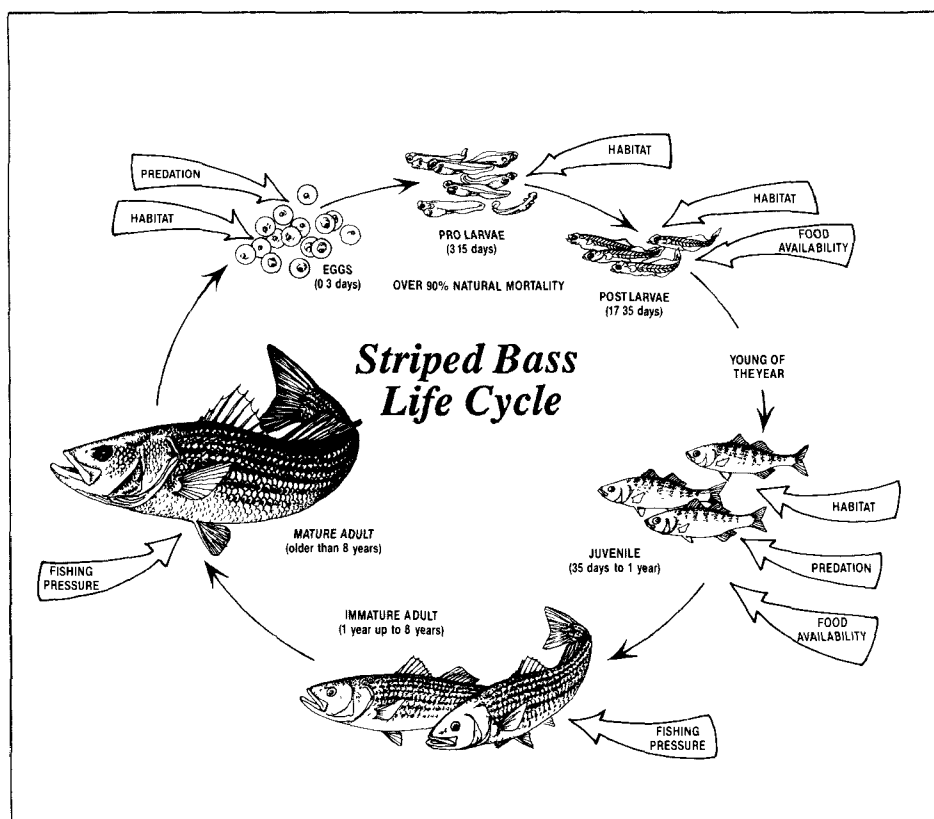 PREDATION
HABITAT
EGGS
(0 3 days)
PRO LARVAE
(3 15 days)
HABITAT
OVER 90% NATURAL MORTALITY
HABITAT
FOOD
AVAILABILITY
POST LARVAE
(17 35 days)
Striped Bass
Life Cycle
YOUNG OF
THE YEAR
HABITAT
PREDATION
FOOD
AVAILABILITY
JUVENILE
(35 days to 1 year)
MATURE ADULT
(older than 8 years)
FISHING
PRESSURE
IMMATURE ADULT
(1 year up to 8 years)
FISHING
PRESSURE